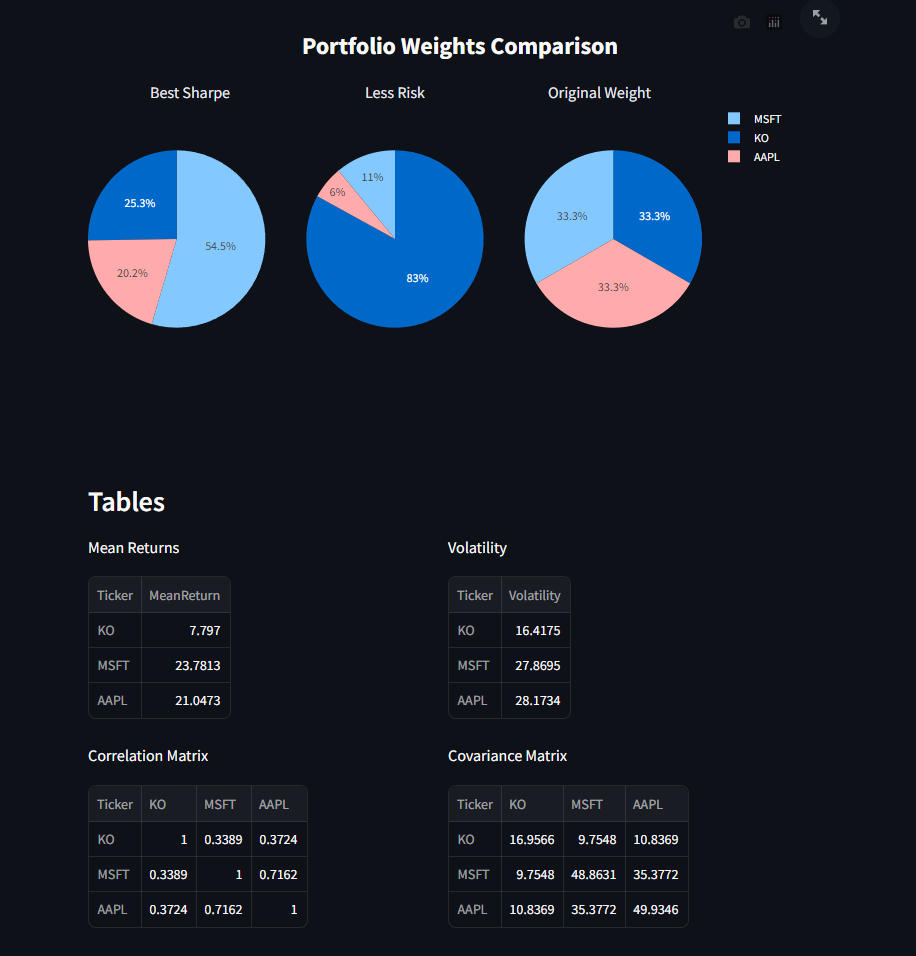 Portfolio Weights Comparison
Best Sharpe Less Risk Original Weight
MSFT
KO
AAPL
25.3%
54.5%
20.2%
11%
6%
83%
33.3%
33.3%
33.3%
Tables
Mean Returns
Ticker MeanReturn
KO 7.797
MSFT 23.7813
AAPL 21.0473
Volatility
Ticker Volatility
KO 16.4175
MSFT 27.8695
AAPL 28.1734
Correlation Matrix
Ticker KO MSFT AAPL
KO 1 0.3389 0.3724
MSFT 0.3389 1 0.7162
AAPL 0.3724 0.7162 1
Covariance Matrix
Ticker KO MSFT AAPL
KO 16.9566 9.7548 10.8369
MSFT 9.7548 48.8631 35.3772
AAPL 10.8369 35.3772 49.9346